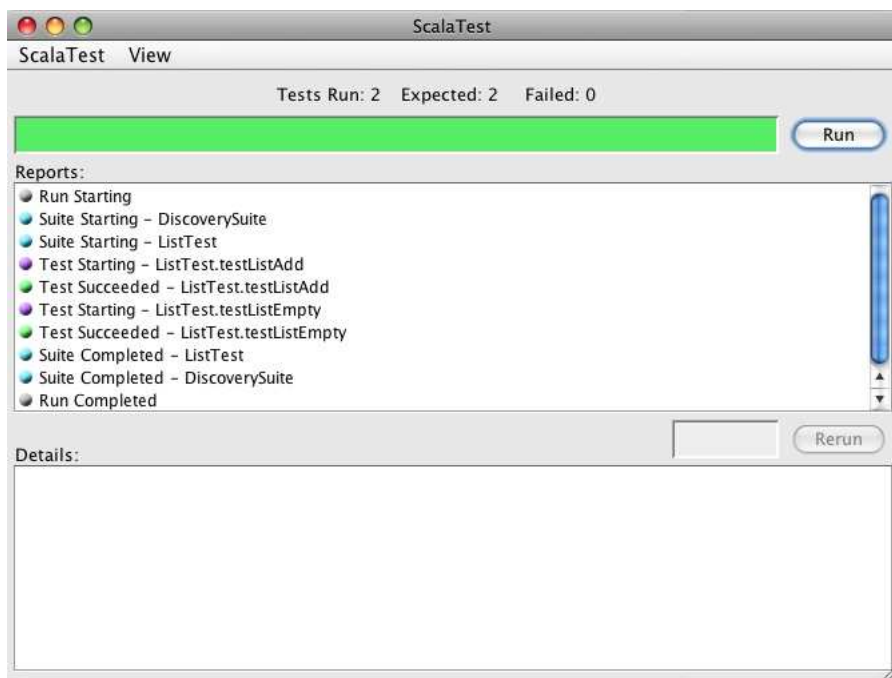 ScalaTest
ScalaTest View
Tests Run: 2 Expected: 2 Failed: 0
Run
Reports:
Run Starting
Suite Starting – DiscoverySuite
Suite Starting – ListTest
Test Starting – ListTest.testListAdd
Test Succeeded – ListTest.testListAdd
Test Starting – ListTest.testListEmpty
Test Succeeded – ListTest.testListEmpty
Suite Completed – ListTest
Suite Completed – DiscoverySuite
Run Completed
Rerun
Details: